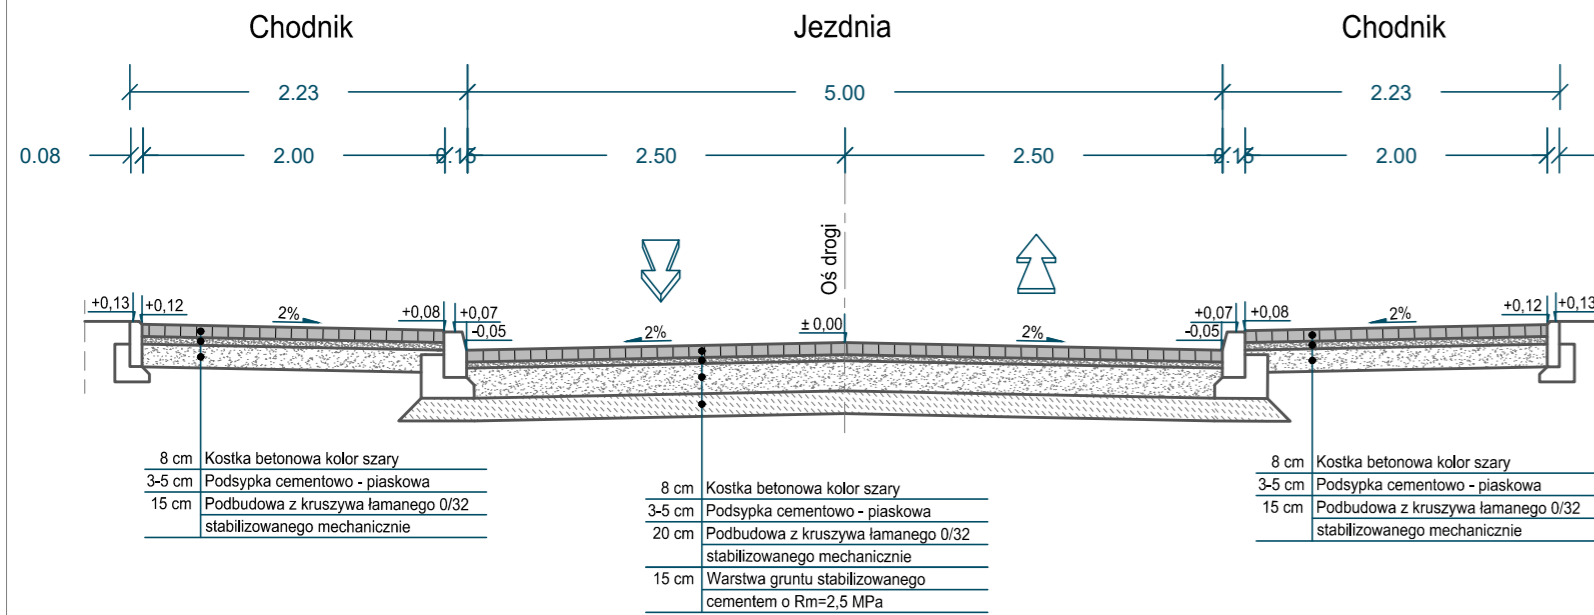 Chodnik Jezdnia Chodnik
2.23 5.00 2.23
0.08 2.00 0.15 2.50 2.50 0.15 2.00
Oś drogi
+0,13 +0,12 2% +0,08 +0,07 -0,05 2% ± 0,00 2% +0,07 -0,05 +0,08 2% +0,12 +0,13
8 cm Kostka betonowa kolor szary
3-5 cm Podsypka cementowo - piaskowa
15 cm Podbudowa z kruszywa łamanego 0/32
stabilizowanego mechanicznie
8 cm Kostka betonowa kolor szary
3-5 cm Podsypka cementowo - piaskowa
20 cm Podbudowa z kruszywa łamanego 0/32
stabilizowanego mechanicznie
15 cm Warstwa gruntu stabilizowanego
cementem o Rm=2,5 MPa
8 cm Kostka betonowa kolor szary
3-5 cm Podsypka cementowo - piaskowa
15 cm Podbudowa z kruszywa łamanego 0/32
stabilizowanego mechanicznie